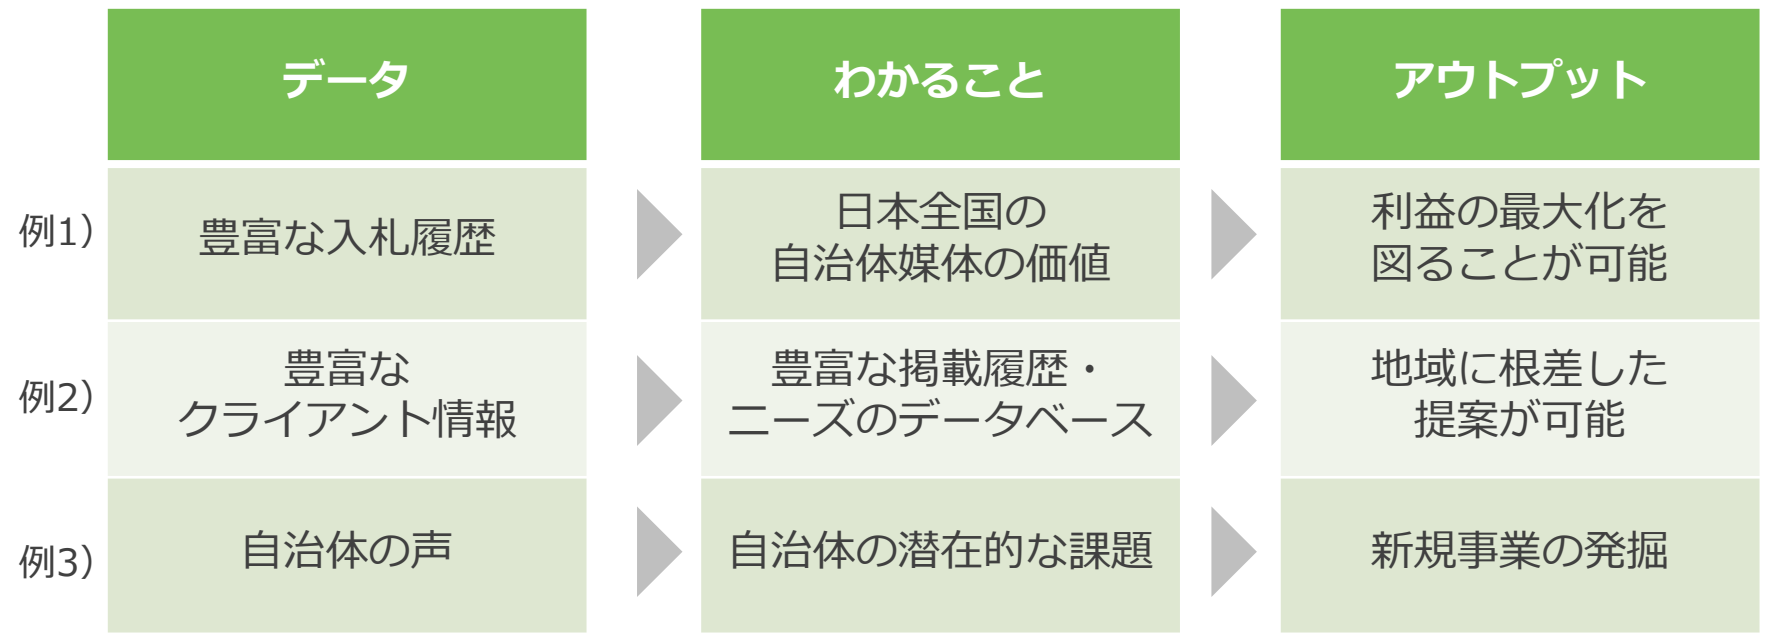 データ
わかること
アウトプット
例1）
豊富な入札履歴
日本全国の
自治体媒体の価値
利益の最大化を
図ることが可能
例2）
豊富な
クライアント情報
豊富な掲載履歴・
ニーズのデータベース
地域に根差した
提案が可能
例3）
自治体の声
自治体の潜在的な課題
新規事業の発掘